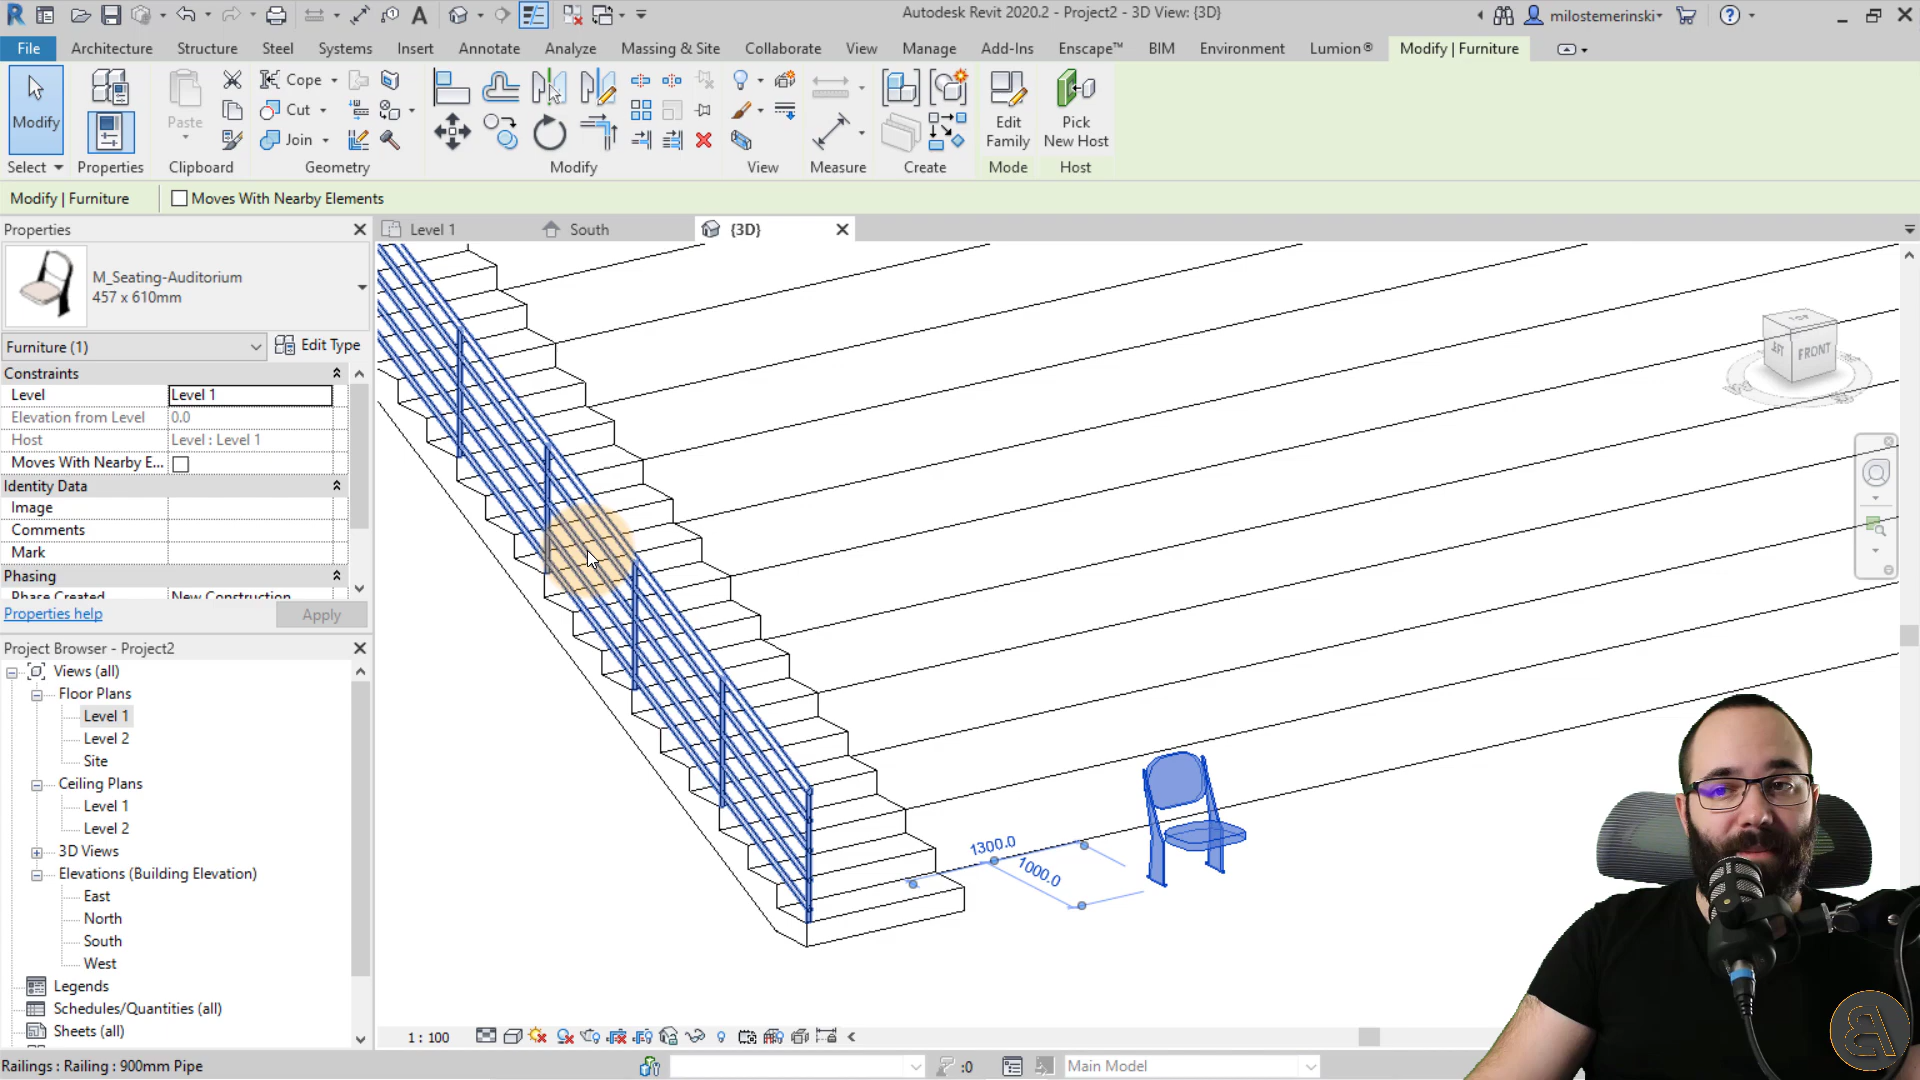 Autodesk Revit 2020.2 - Project2 - 3D View: {3D}
milostemerinski
File Architecture Structure Steel Systems Insert Annotate Analyze Massing & Site Collaborate View Manage Add-Ins Enscape™ BIM Environment Lumion® Modify | Furniture
Modify
Paste
Cope
Cut
Join
Edit Family
Pick New Host
Select Properties Clipboard Geometry Modify View Measure Create Mode Host
Modify | Furniture Moves With Nearby Elements
Properties
Level 1 South {3D}
M_Seating-Auditorium
457 x 610mm
Furniture (1) Edit Type
Constraints
Level Level 1
Elevation from Level 0.0
Host Level : Level 1
Moves With Nearby E...
Identity Data
Image
Comments
Mark
Phasing
Phase Created New Construction
Properties help Apply
Project Browser - Project2
Views (all)
Floor Plans
Level 1
Level 2
Site
Ceiling Plans
Level 1
Level 2
3D Views
Elevations (Building Elevation)
East
North
South
West
Legends
Schedules/Quantities (all)
Sheets (all)
TOP
FRONT
1300.0
1000.0
1 : 100
Railings : Railing : 900mm Pipe :0 Main Model